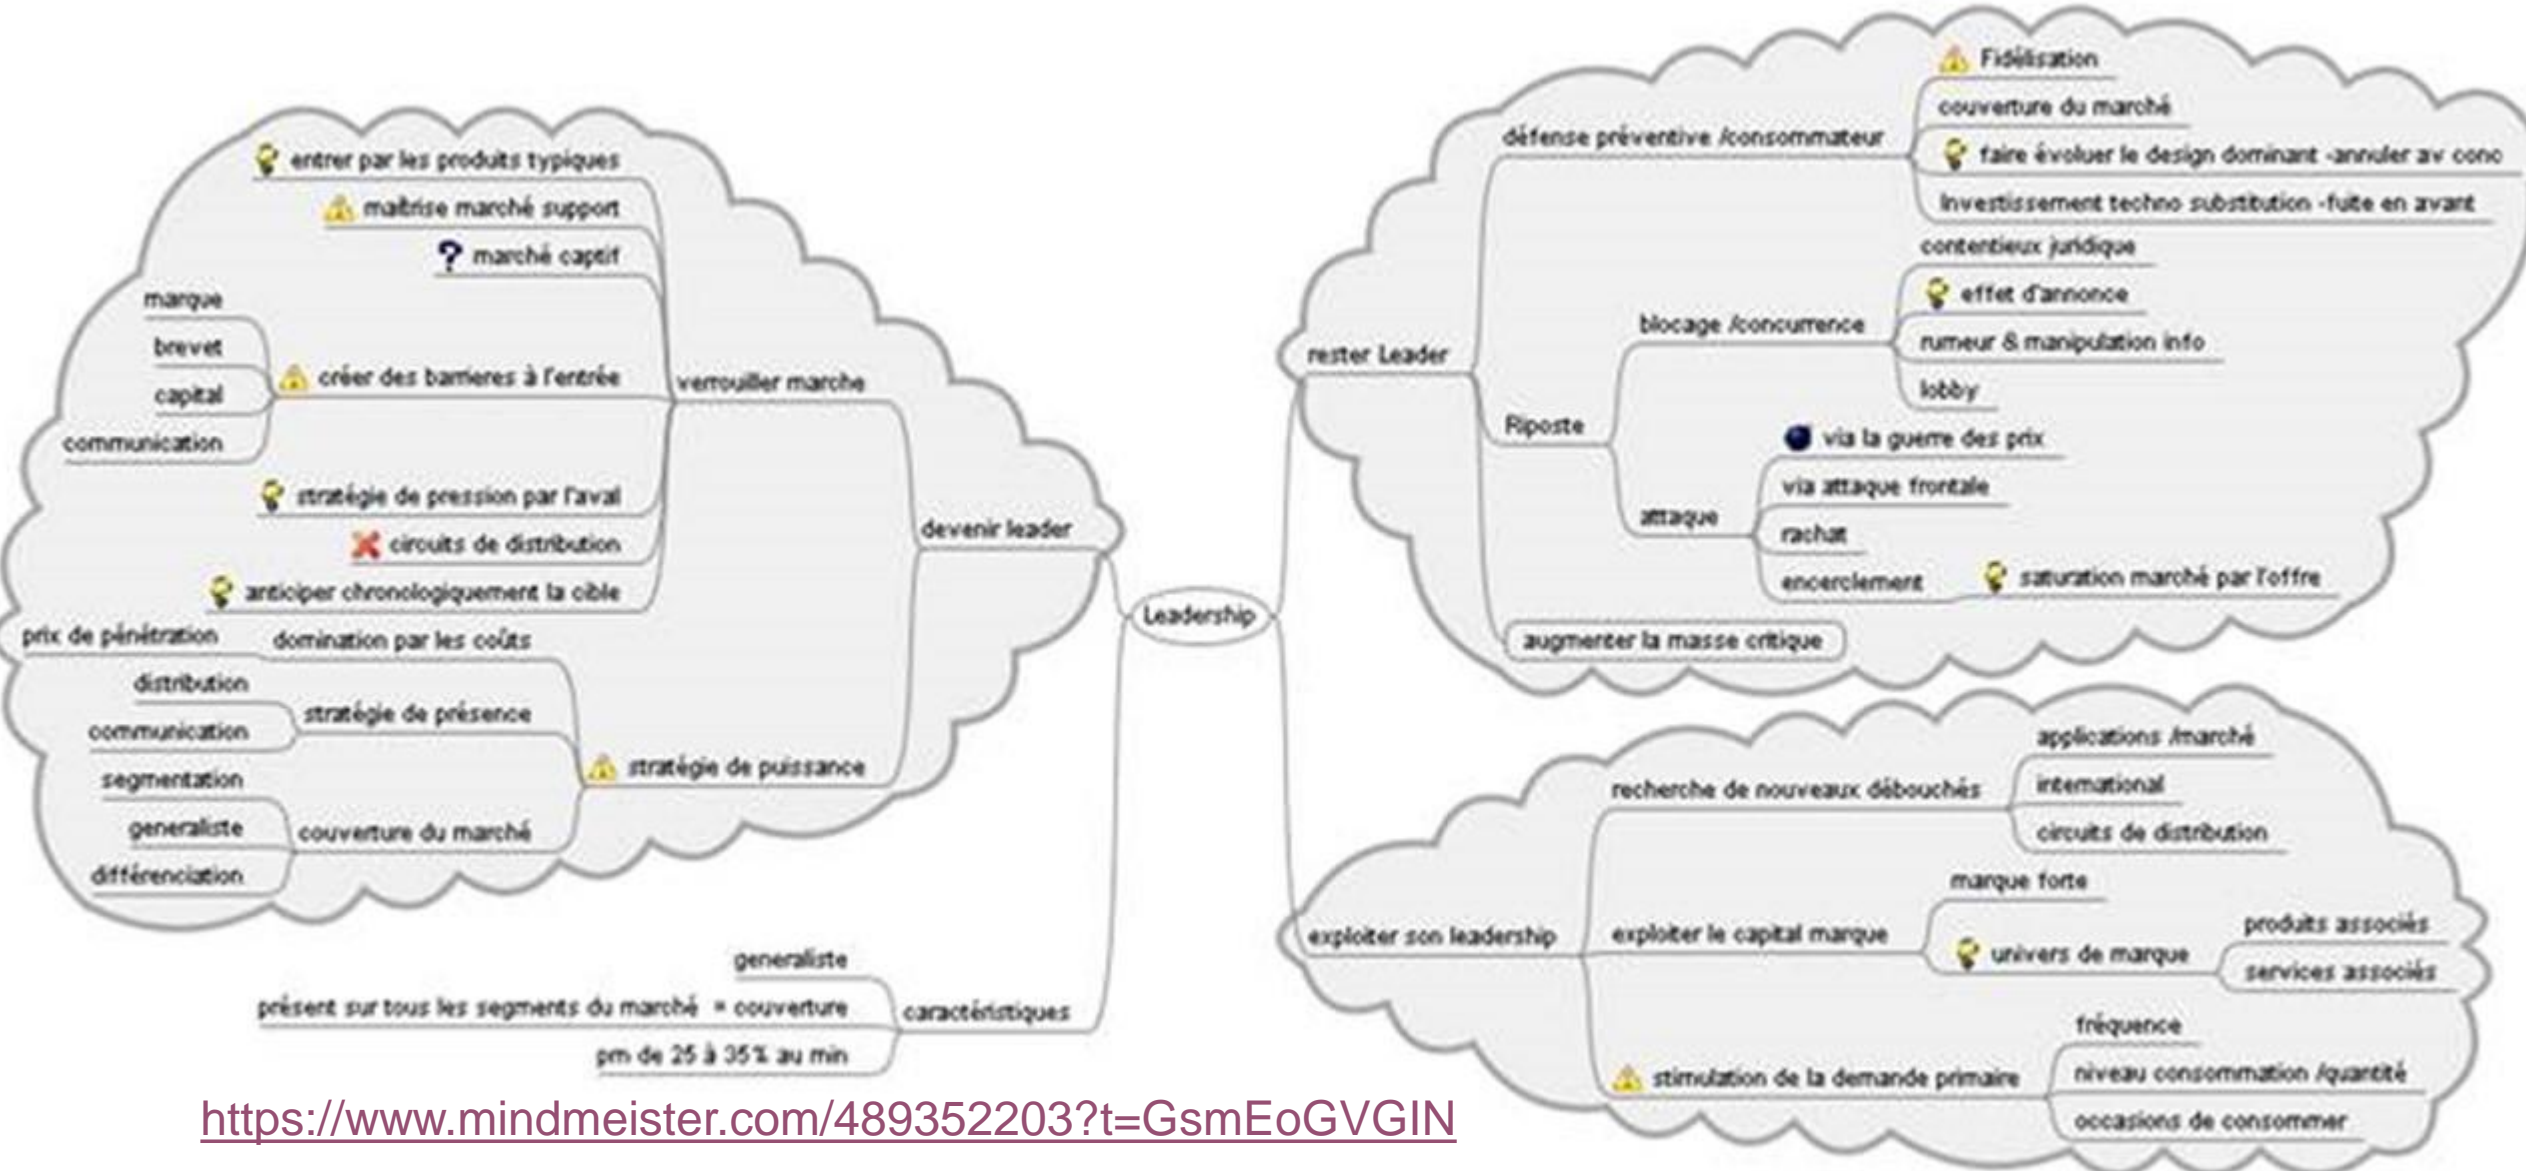 Leadership
devenir leader
verrouiller marche
entrer par les produits typiques
maîtrise marché support
marché captif
créer des barrieres à l'entrée
marque
brevet
capital
communication
stratégie de pression par l'aval
circuits de distribution
anticiper chronologiquement la cible
stratégie de puissance
domination par les coûts
prix de pénétration
stratégie de présence
distribution
communication
couverture du marché
segmentation
generaliste
différenciation
caractéristiques
generaliste
présent sur tous les segments du marché = couverture
pm de 25 à 35% au min
rester Leader
défense préventive /consommateur
Fidélisation
couverture du marché
faire évoluer le design dominant -annuler av conc
Investissement techno substitution -fuite en avant
Riposte
blocage /concurrence
contentieux juridique
effet d'annonce
rumeur & manipulation info
lobby
attaque
via la guerre des prix
via attaque frontale
rachat
encerclement
saturation marché par l'offre
augmenter la masse critique
exploiter son leadership
recherche de nouveaux débouchés
applications /marché
international
circuits de distribution
exploiter le capital marque
marque forte
univers de marque
produits associés
services associés
stimulation de la demande primaire
fréquence
niveau consommation /quantité
occasions de consommer
https://www.mindmeister.com/489352203?t=GsmEoGVGIN